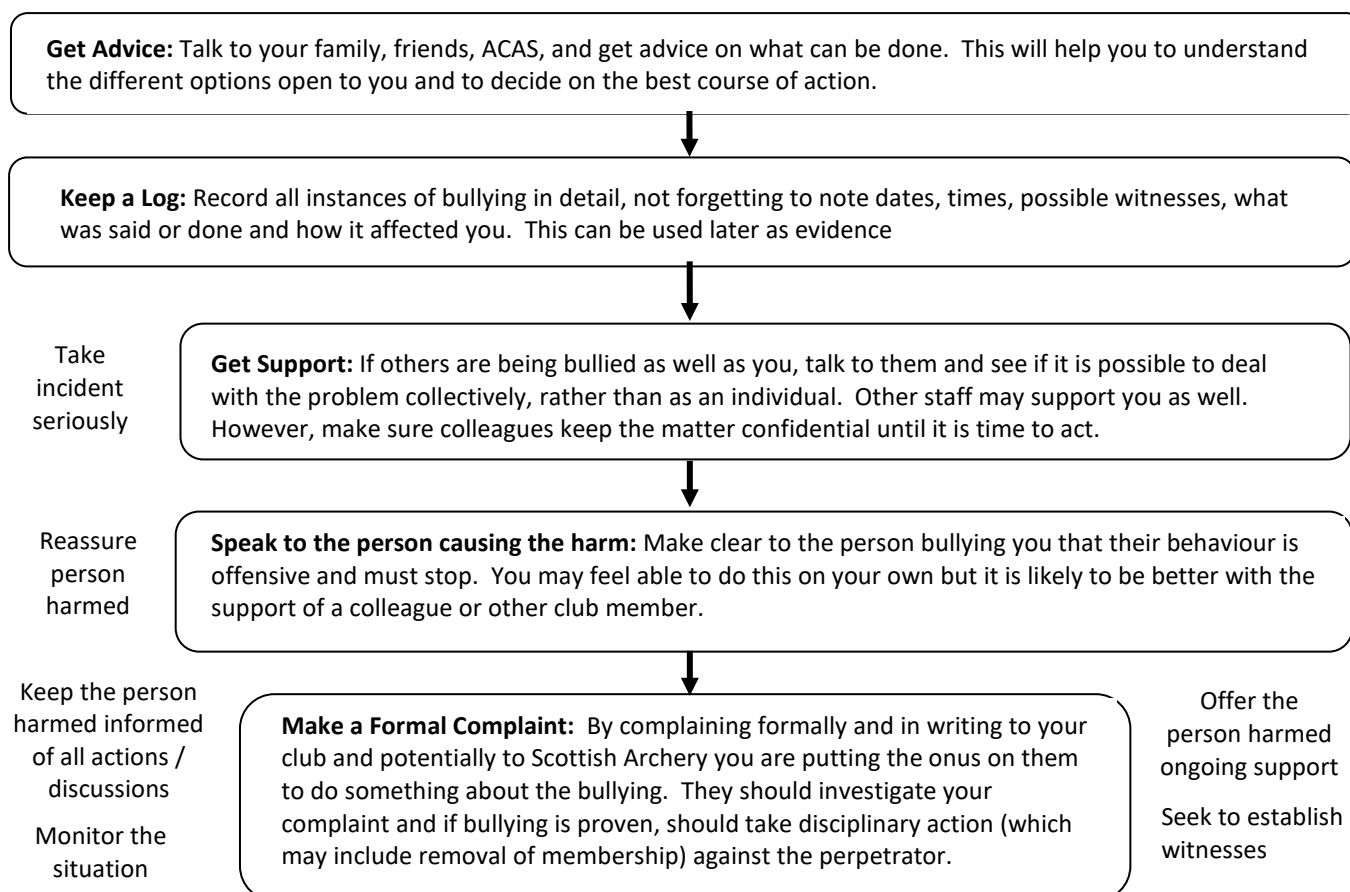 Get Advice: Talk to your family, friends, ACAS, and get advice on what can be done.  This will help you to understand
the different options open to you and to decide on the best course of action.
Keep a Log: Record all instances of bullying in detail, not forgetting to note dates, times, possible witnesses, what
was said or done and how it affected you.  This can be used later as evidence
Take
incident
seriously
Get Support: If others are being bullied as well as you, talk to them and see if it is possible to deal
with the problem collectively, rather than as an individual.  Other staff may support you as well.
However, make sure colleagues keep the matter confidential until it is time to act.
Reassure
person
harmed
Speak to the person causing the harm: Make clear to the person bullying you that their behaviour is
offensive and must stop.  You may feel able to do this on your own but it is likely to be better with the
support of a colleague or other club member.
Keep the person
harmed informed
of all actions /
discussions
Monitor the
situation
Make a Formal Complaint:  By complaining formally and in writing to your
club and potentially to Scottish Archery you are putting the onus on them
to do something about the bullying.  They should investigate your
complaint and if bullying is proven, should take disciplinary action (which
may include removal of membership) against the perpetrator.
Offer the
person harmed
ongoing support
Seek to establish
witnesses